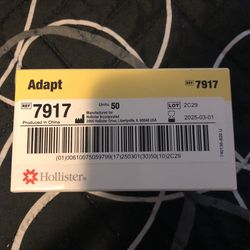 Adapt
REF 7917
REF 7917
Produced in China
Units 50
Manufactured for
Hollister Incorporated
2000 Hollister Drive, Libertyville, IL 60048 USA
LOT 2C29
2025-03-01
(01)00610075059799(17)250301(30)50(10)2C29
Hollister